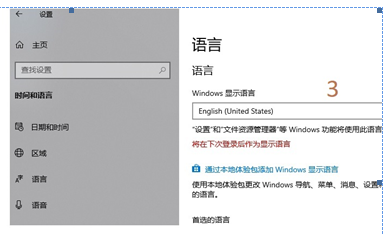 设置
主页
查找设置
时间和语言
日期和时间
区域
语言
语音
语言
语言
Windows 显示语言
3
English (United States)
"设置"和"文件资源管理器"等 Windows 功能将使用此语言
将在下次登录后作为显示语言
通过本地体验包添加 Windows 显示语言
使用本地体验包更改 Windows 导航、菜单、消息、设置
的语言。
首选的语言